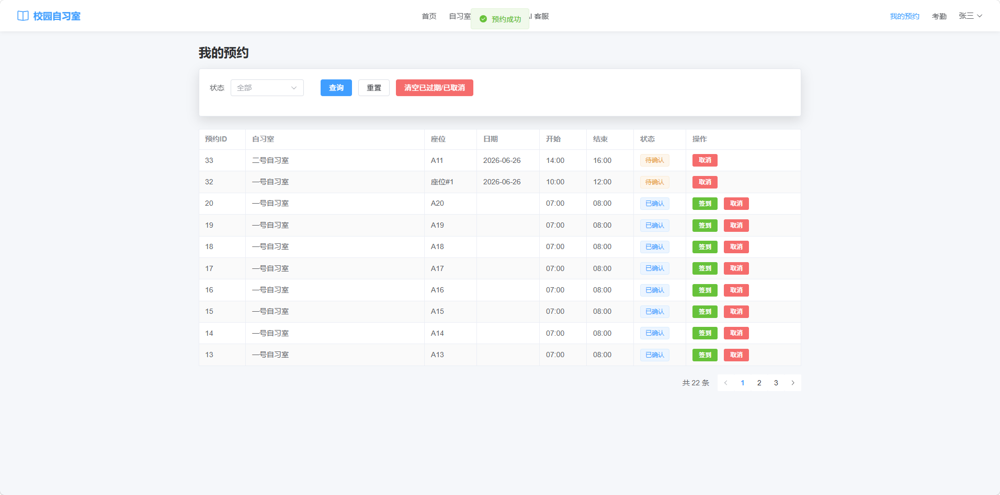 校园自习室
首页 自习室 预约成功 AI 客服
我的预约 考勤 张三
我的预约
状态 全部 查询 重置 清空已过期/已取消
预约ID 自习室 座位 日期 开始 结束 状态 操作
33 二号自习室 A11 2026-06-26 14:00 16:00 待确认 取消
32 一号自习室 座位#1 2026-06-26 10:00 12:00 待确认 取消
20 一号自习室 A20 07:00 08:00 已确认 签到 取消
19 一号自习室 A19 07:00 08:00 已确认 签到 取消
18 一号自习室 A18 07:00 08:00 已确认 签到 取消
17 一号自习室 A17 07:00 08:00 已确认 签到 取消
16 一号自习室 A16 07:00 08:00 已确认 签到 取消
15 一号自习室 A15 07:00 08:00 已确认 签到 取消
14 一号自习室 A14 07:00 08:00 已确认 签到 取消
13 一号自习室 A13 07:00 08:00 已确认 签到 取消
共 22 条 1 2 3